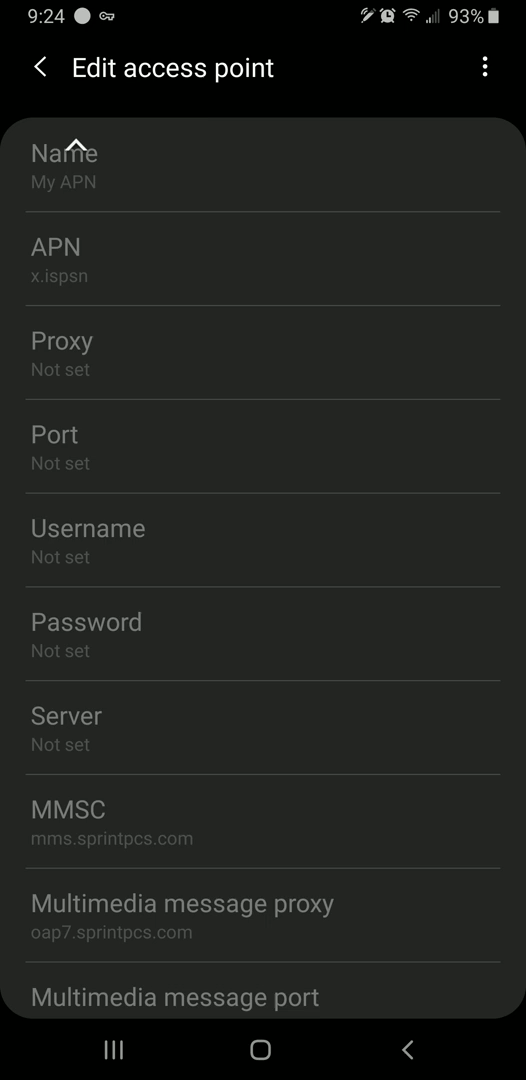 9:24
93%
Edit access point
Name
My APN
APN
x.ispsn
Proxy
Not set
Port
Not set
Username
Not set
Password
Not set
Server
Not set
MMSC
mms.sprintpcs.com
Multimedia message proxy
oap7.sprintpcs.com
Multimedia message port